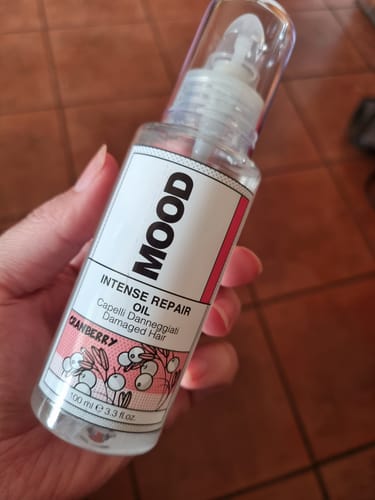 MOOD
INTENSE REPAIR
OIL
Capelli Danneggiati
Damaged Hair
CRANBERRY
100 ml ℮ 3.3 fl.oz.